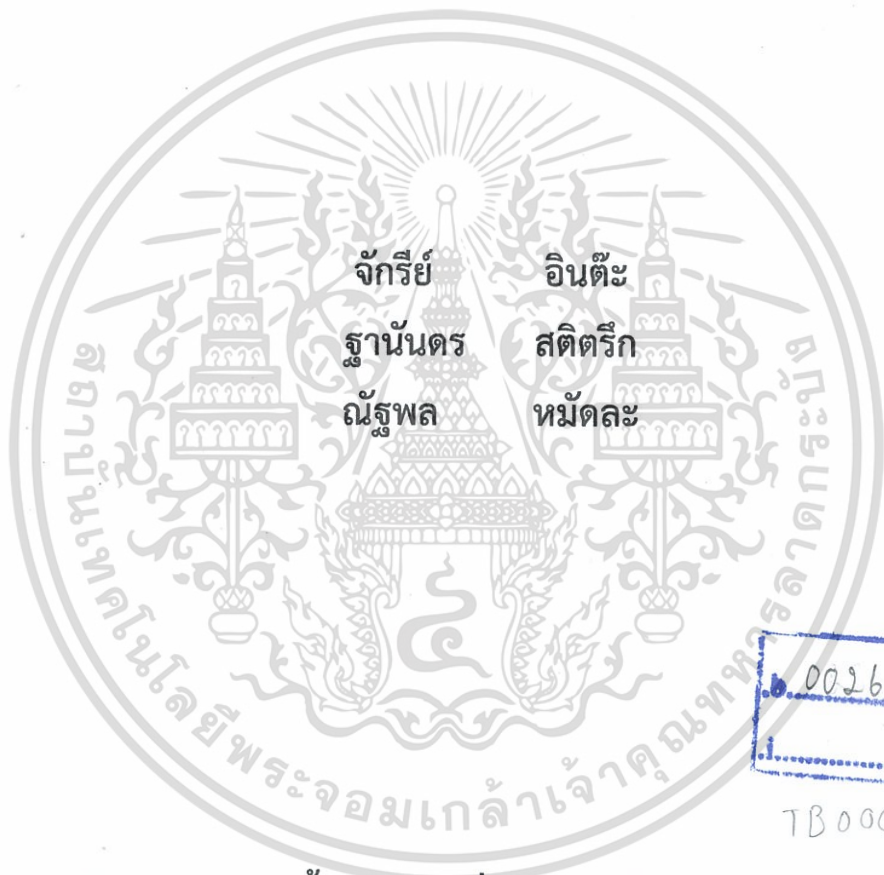 จักรีย์ อินต๊ะ
ฐานันดร สติตรึก
ณัฐพล หมัดละ
สถาบันเทคโนโลยีพระจอมเกล้าเจ้าคุณทหารลาดกระบัง
b 0026
i
TB000